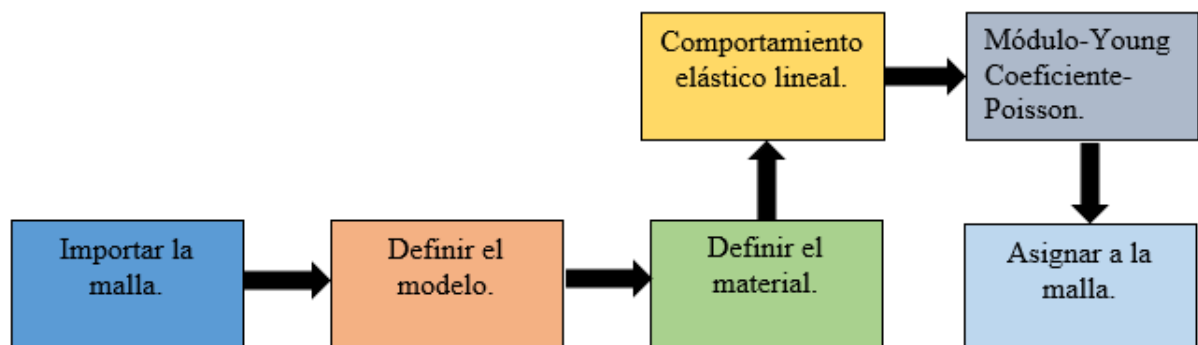 Importar la
malla.
Definir el
modelo.
Definir el
material.
Comportamiento
elástico lineal.
Módulo-Young
Coeficiente-
Poisson.
Asignar a la
malla.